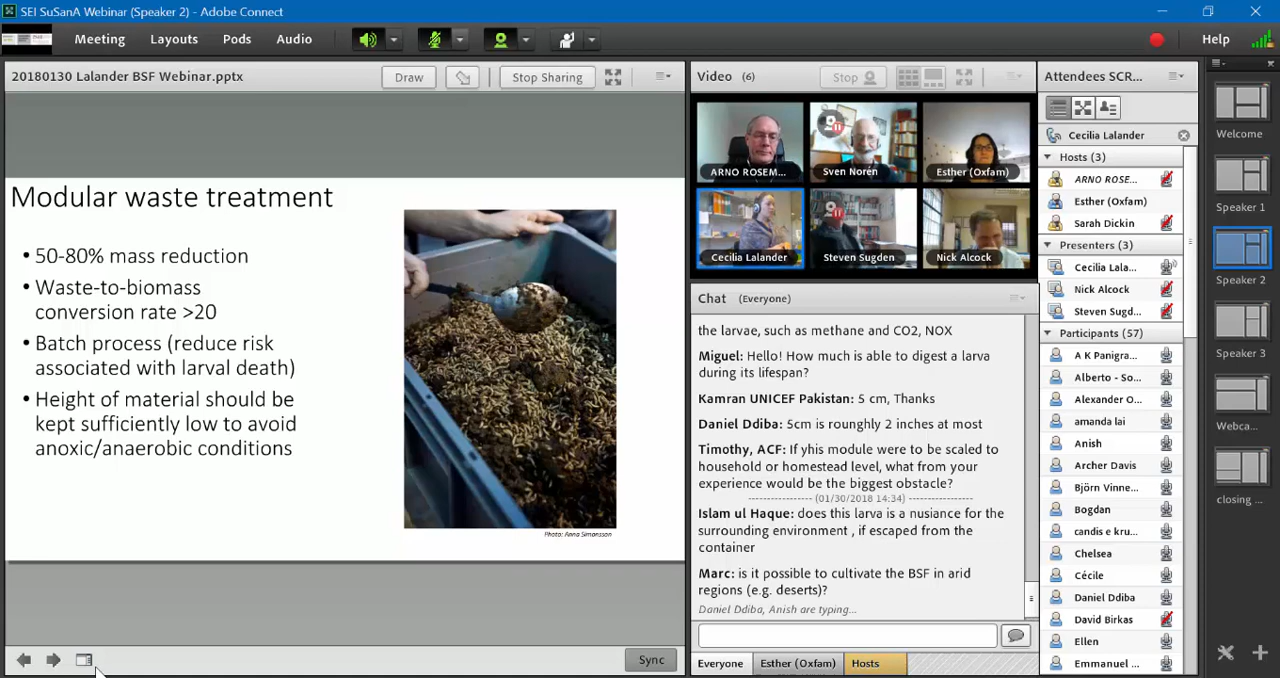 SEI SuSanA Webinar (Speaker 2) - Adobe Connect
Meeting Layouts Pods Audio Help
20180130 Lalander BSF Webinar.pptx
Draw
Stop Sharing
Modular waste treatment
• 50-80% mass reduction
• Waste-to-biomass
conversion rate >20
• Batch process (reduce risk
associated with larval death)
• Height of material should be
kept sufficiently low to avoid
anoxic/anaerobic conditions
Photo: Anna Simonsson
Sync
Video (6)
Stop
ARNO ROSEM...
Sven Norén
Esther (Oxfam)
Cecilia Lalander
Steven Sugden
Nick Alcock
Chat (Everyone)
the larvae, such as methane and CO2, NOX
Miguel: Hello! How much is able to digest a larva
during its lifespan?
Kamran UNICEF Pakistan: 5 cm, Thanks
Daniel Ddiba: 5cm is roughly 2 inches at most
Timothy, ACF: If yhis module were to be scaled to
household or homestead level, what from your
experience would be the biggest obstacle?
---------------- (01/30/2018 14:34) ----------------
Islam ul Haque: does this larva is a nusiance for the
surrounding environment , if escaped from the
container
Marc: is it possible to cultivate the BSF in arid
regions (e.g. deserts)?
Daniel Ddiba, Anish are typing...
Everyone
Esther (Oxfam)
Hosts
Attendees SCR...
Cecilia Lalander
Hosts (3)
ARNO ROSE...
Esther (Oxfam)
Sarah Dickin
Presenters (3)
Cecilia Lala...
Nick Alcock
Steven Sugd...
Participants (57)
A K Panigra...
Alberto - So...
Alexander O...
amanda lai
Anish
Archer Davis
Björn Vinne...
Bogdan
candis e kru...
Chelsea
Cécile
Daniel Ddiba
David Birkas
Ellen
Emmanuel ...
Welcome
Speaker 1
Speaker 2
Speaker 3
Webca...
closing ...